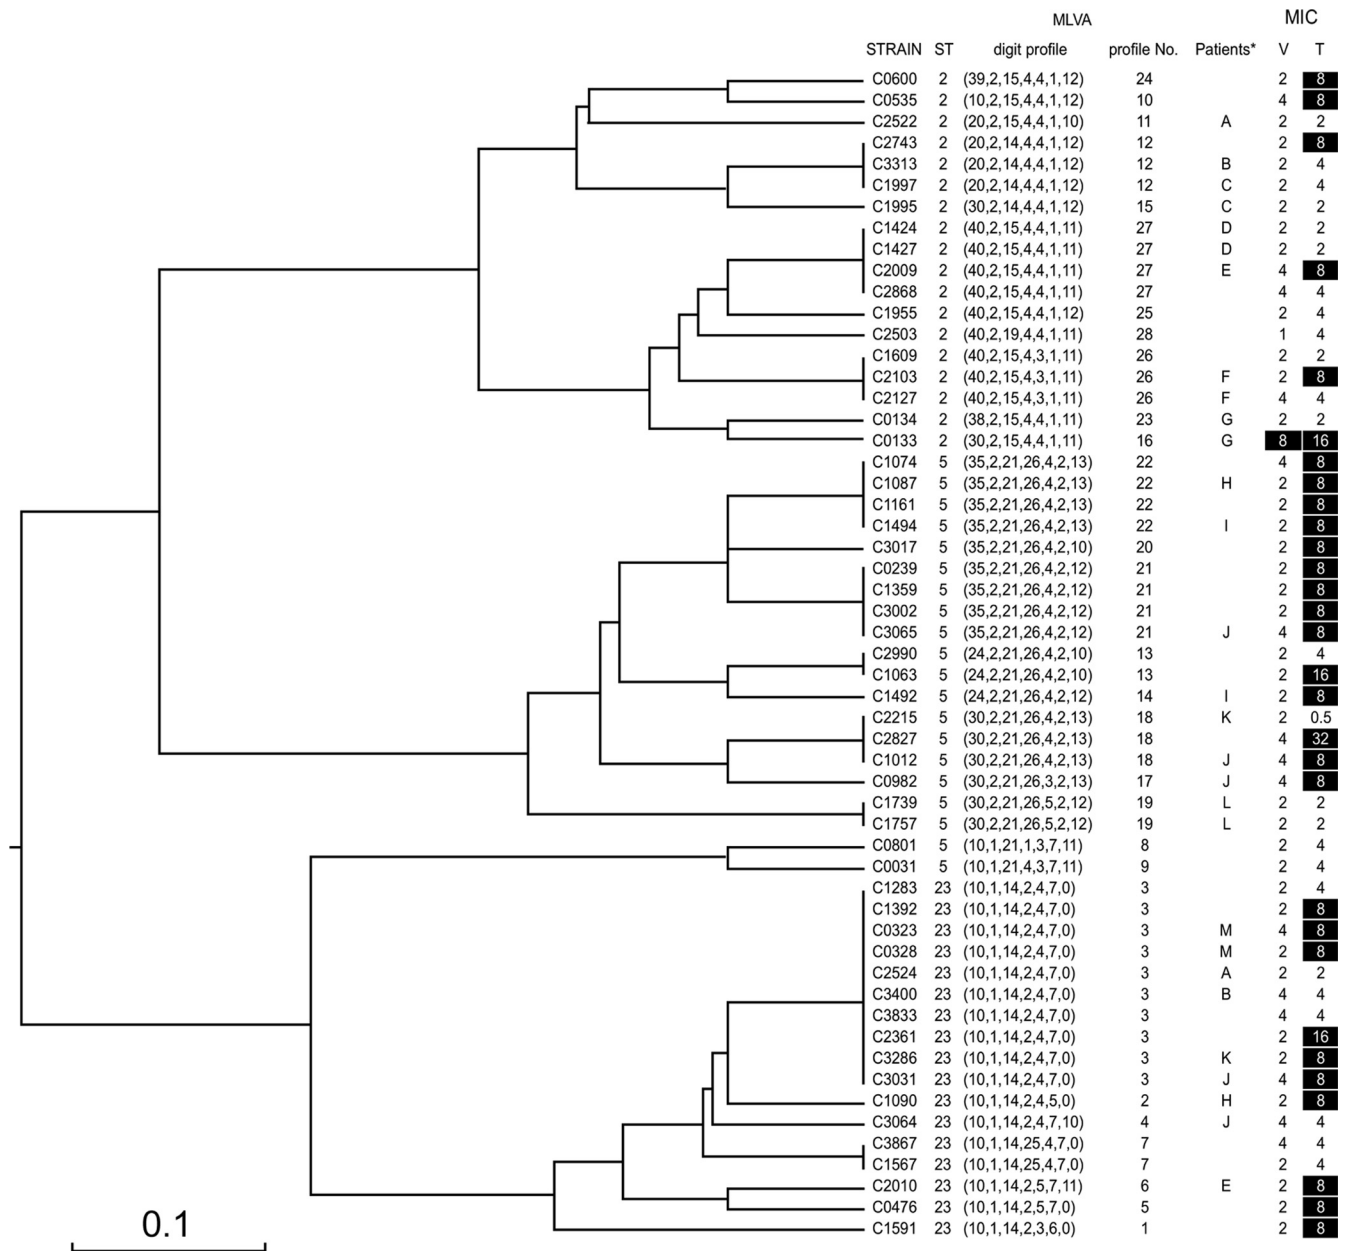 MLVA MIC
STRAIN ST digit profile profile No. Patients* V T
C0600 2 (39,2,15,4,4,1,12) 24 2 8
C0535 2 (10,2,15,4,4,1,12) 10 4 8
C2522 2 (20,2,15,4,4,1,10) 11 A 2 2
C2743 2 (20,2,14,4,4,1,12) 12 2 8
C3313 2 (20,2,14,4,4,1,12) 12 B 2 4
C1997 2 (20,2,14,4,4,1,12) 12 C 2 4
C1995 2 (30,2,14,4,4,1,12) 15 C 2 2
C1424 2 (40,2,15,4,4,1,11) 27 D 2 2
C1427 2 (40,2,15,4,4,1,11) 27 D 2 2
C2009 2 (40,2,15,4,4,1,11) 27 E 4 8
C2868 2 (40,2,15,4,4,1,11) 27 4 4
C1955 2 (40,2,15,4,4,1,12) 25 2 4
C2503 2 (40,2,19,4,4,1,11) 28 1 4
C1609 2 (40,2,15,4,3,1,11) 26 2 2
C2103 2 (40,2,15,4,3,1,11) 26 F 2 8
C2127 2 (40,2,15,4,3,1,11) 26 F 4 4
C0134 2 (38,2,15,4,4,1,11) 23 G 2 2
C0133 2 (30,2,15,4,4,1,11) 16 G 8 16
C1074 5 (35,2,21,26,4,2,13) 22 4 8
C1087 5 (35,2,21,26,4,2,13) 22 H 2 8
C1161 5 (35,2,21,26,4,2,13) 22 2 8
C1494 5 (35,2,21,26,4,2,13) 22 I 2 8
C3017 5 (35,2,21,26,4,2,10) 20 2 8
C0239 5 (35,2,21,26,4,2,12) 21 2 8
C1359 5 (35,2,21,26,4,2,12) 21 2 8
C3002 5 (35,2,21,26,4,2,12) 21 2 8
C3065 5 (35,2,21,26,4,2,12) 21 J 4 8
C2990 5 (24,2,21,26,4,2,10) 13 2 4
C1063 5 (24,2,21,26,4,2,10) 13 2 16
C1492 5 (24,2,21,26,4,2,12) 14 I 2 8
C2215 5 (30,2,21,26,4,2,13) 18 K 2 0.5
C2827 5 (30,2,21,26,4,2,13) 18 4 32
C1012 5 (30,2,21,26,4,2,13) 18 J 4 8
C0982 5 (30,2,21,26,3,2,13) 17 J 4 8
C1739 5 (30,2,21,26,5,2,12) 19 L 2 2
C1757 5 (30,2,21,26,5,2,12) 19 L 2 2
C0801 5 (10,1,21,1,3,7,11) 8 2 4
C0031 5 (10,1,21,4,3,7,11) 9 2 4
C1283 23 (10,1,14,2,4,7,0) 3 2 4
C1392 23 (10,1,14,2,4,7,0) 3 2 8
C0323 23 (10,1,14,2,4,7,0) 3 M 4 8
C0328 23 (10,1,14,2,4,7,0) 3 M 2 8
C2524 23 (10,1,14,2,4,7,0) 3 A 2 2
C3400 23 (10,1,14,2,4,7,0) 3 B 4 4
C3833 23 (10,1,14,2,4,7,0) 3 4 4
C2361 23 (10,1,14,2,4,7,0) 3 2 16
C3286 23 (10,1,14,2,4,7,0) 3 K 2 8
C3031 23 (10,1,14,2,4,7,0) 3 J 4 8
C1090 23 (10,1,14,2,4,5,0) 2 H 2 8
C3064 23 (10,1,14,2,4,7,10) 4 J 4 4
C3867 23 (10,1,14,25,4,7,0) 7 4 4
C1567 23 (10,1,14,25,4,7,0) 7 2 4
C2010 23 (10,1,14,2,5,7,11) 6 E 2 8
C0476 23 (10,1,14,2,5,7,0) 5 2 8
C1591 23 (10,1,14,2,3,6,0) 1 2 8
0.1